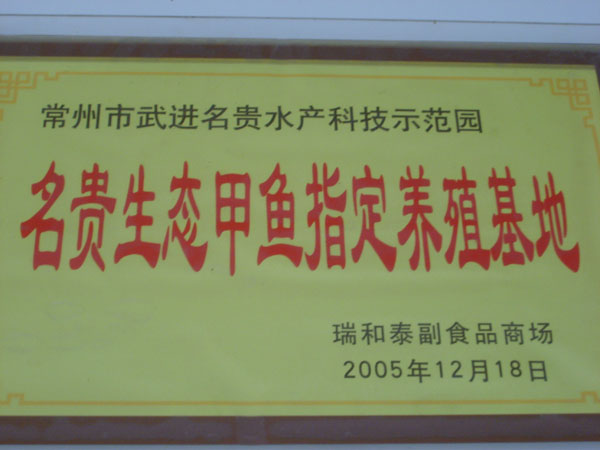 常州市武进名贵水产科技示范园
名贵生态甲鱼指定养殖基地
瑞和泰副食品商场
2005年12月18日